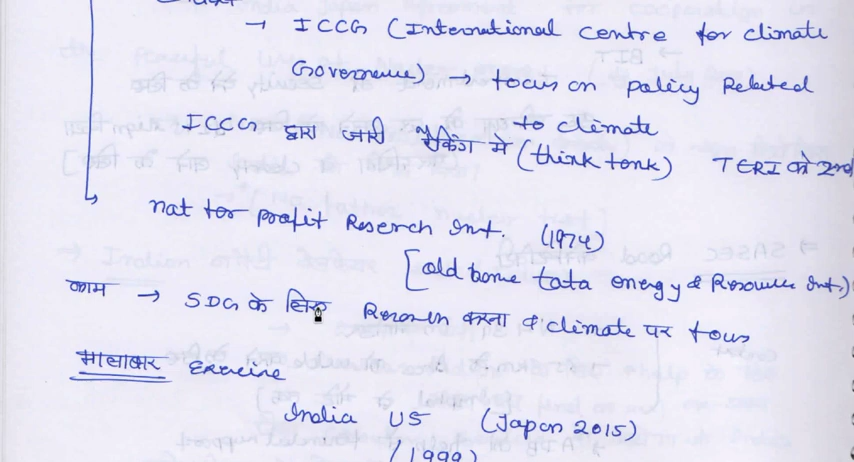 → ICCG (International centre for climate
Governence) → focus on policy Related
to climate
ICCG द्वारा जारी रैकिंग में (think tank) TERI को 2nd
not for profit Reserch Int. (1974)
[old name tata energy & Resource Int.)
काम → SDG के लिए Reserch करना & climate पर focus
मालाबार Exercise
India US (Japan 2015)
(1999)